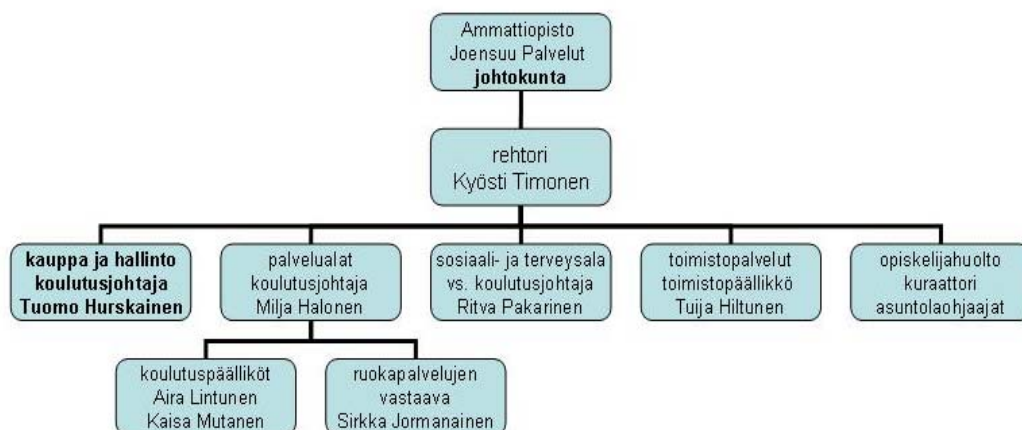 Ammattiopisto
Joensuu Palvelut
johtokunta
rehtori
Kyösti Timonen
kauppa ja hallinto
koulutusjohtaja
Tuomo Hurskainen
palvelualat
koulutusjohtaja
Milja Halonen
sosiaali- ja terveysala
vs. koulutusjohtaja
Ritva Pakarinen
toimistopalvelut
toimistopäällikkö
Tuija Hiltunen
opiskelijahuolto
kuraattori
asuntolaohjaajat
koulutuspäälliköt
Aira Lintunen
Kaisa Mutanen
ruokapalvelujen
vastaava
Sirkka Jormanainen